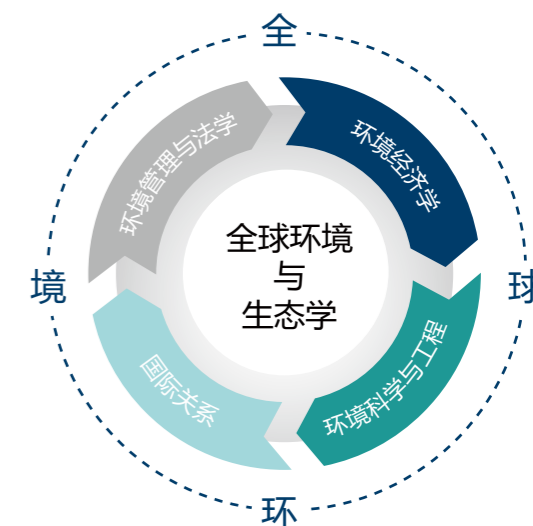 全
球
环
境
环境经济学
环境科学与工程
国际关系
环境管理与法学
全球环境
与
生态学